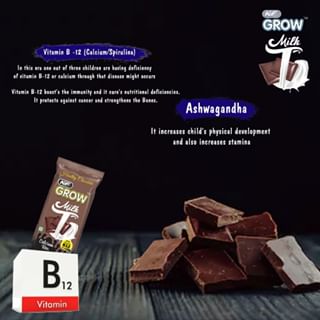 Vitamin B -12 (Calcium/Spirulina)
In this era one out of three children are having deficiency
of vitamin B-12 or calcium through that disease might occurs
Vitamin B-12 boost's the immunity and it cure's nutritional deficiencies.
It protects against cancer and strengthens the Bones.
GROW
Milk
Ashwagandha
It increases child's physical development
and also increases stamina
GROW
Milk
B12
Vitamin